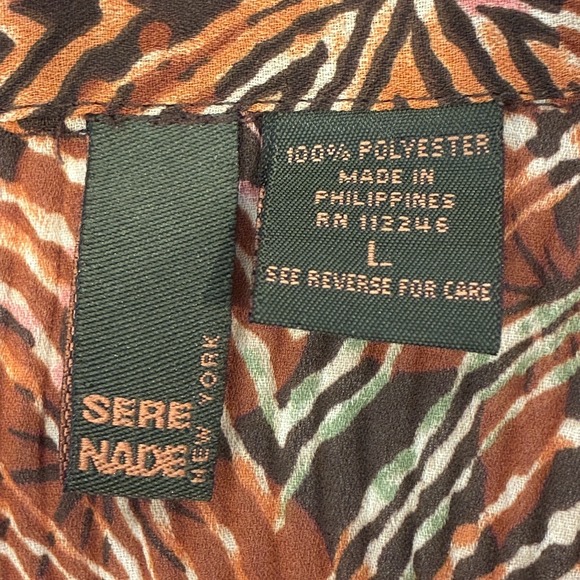 SERE
NADE
NEW YORK
100% POLYESTER
MADE IN
PHILIPPINES
RN 112246
L
SEE REVERSE FOR CARE